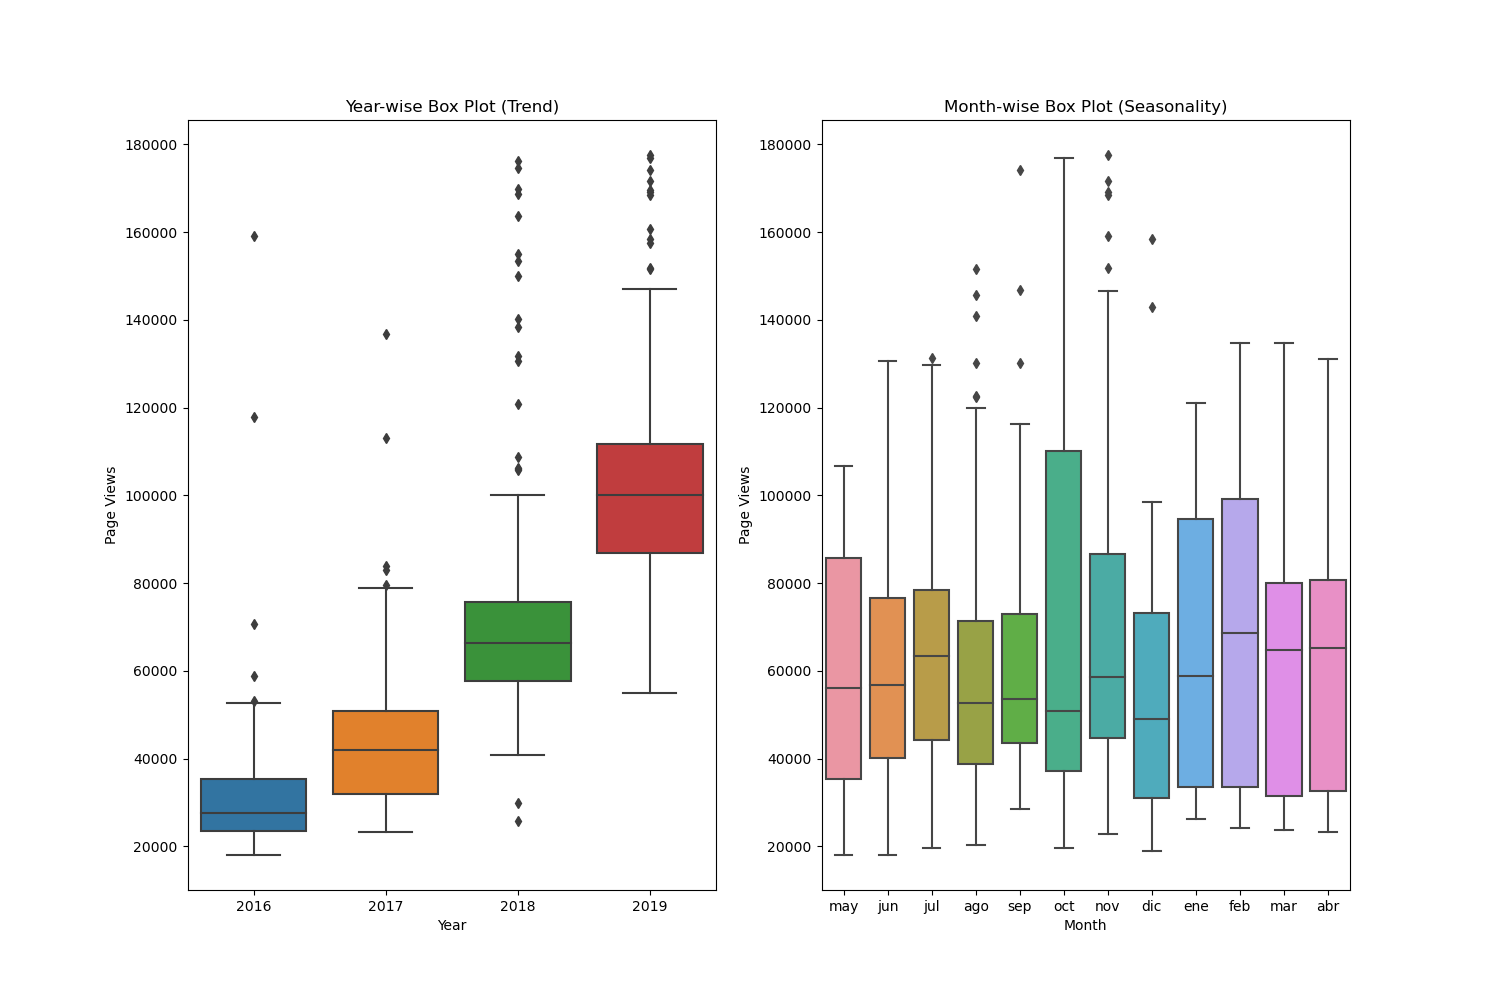 Year-wise Box Plot (Trend)
180000
160000
140000
120000
100000
80000
60000
40000
20000
Page Views
2016 2017 2018 2019
Year
Month-wise Box Plot (Seasonality)
180000
160000
140000
120000
100000
80000
60000
40000
20000
Page Views
may jun jul ago sep oct nov dic ene feb mar abr
Month